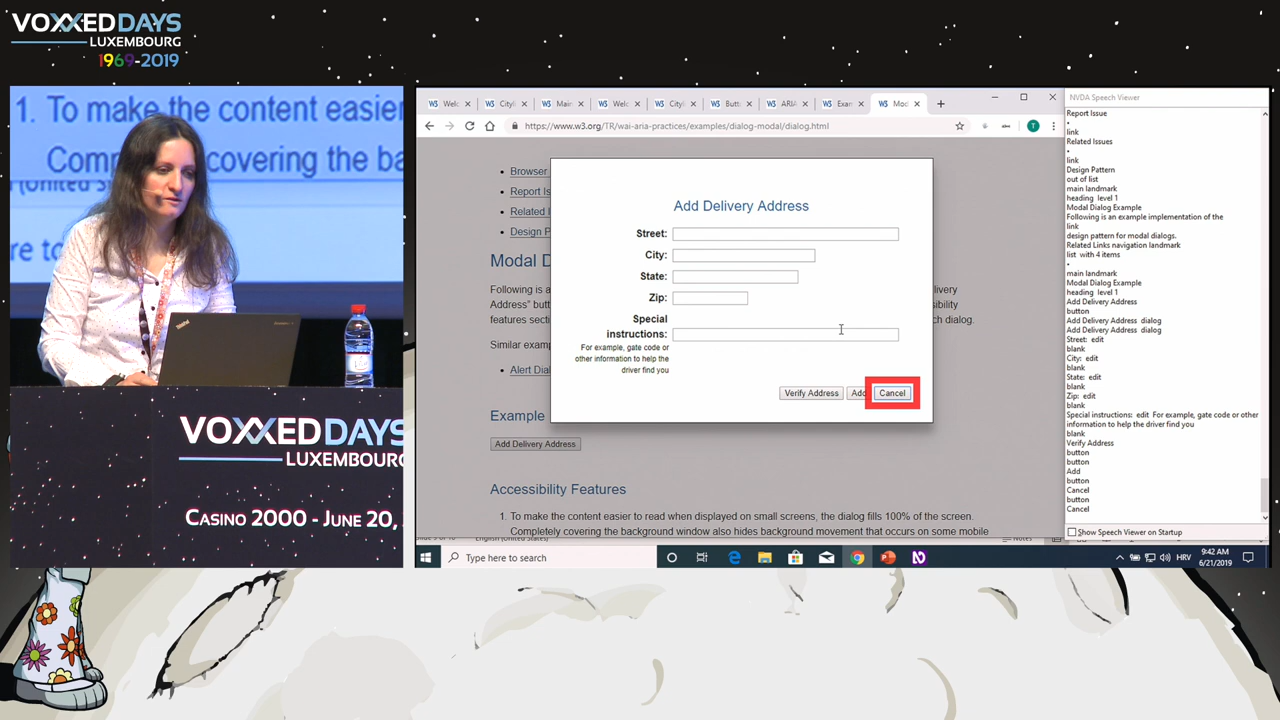 VOXXED DAYS
LUXEMBOURG
1969-2019
1. To make the content easier
Comp
covering the ba
(United S
re to
ThinkPad
VOXXED DAYS
LUXEMBOURG
CASINO 2000 - JUNE 20,
https://www.w3.org/TR/wai-aria-practices/examples/dialog-modal/dialog.html
Browser
Report Is
Related
Design P
Modal D
Following is a
livery
Address" butt
sibility
features secti
ch dialog.
Similar examp
Alert Dia
Example
Add Delivery Address
Add Delivery Address
Street:
City:
State:
Zip:
Special
instructions:
For example, gate code or
other information to help the
driver find you
Verify Address
Add
Cancel
Accessibility Features
1. To make the content easier to read when displayed on small screens, the dialog fills 100% of the screen.
Completely covering the background window also hides background movement that occurs on some mobile
NVDA Speech Viewer
Report Issue
•
link
Related Issues
•
link
Design Pattern
out of list
main landmark
heading level 1
Modal Dialog Example
Following is an example implementation of the
link
design pattern for modal dialogs.
Related Links navigation landmark
list with 4 items
•
main landmark
Modal Dialog Example
heading level 1
Add Delivery Address
button
Add Delivery Address dialog
Add Delivery Address dialog
Street: edit
blank
City: edit
blank
State: edit
blank
Zip: edit
blank
Special instructions: edit For example, gate code or other
information to help the driver find you
blank
Verify Address
button
button
Add
button
Cancel
button
Cancel
Show Speech Viewer on Startup
Type here to search
HRV
9:42 AM
6/21/2019